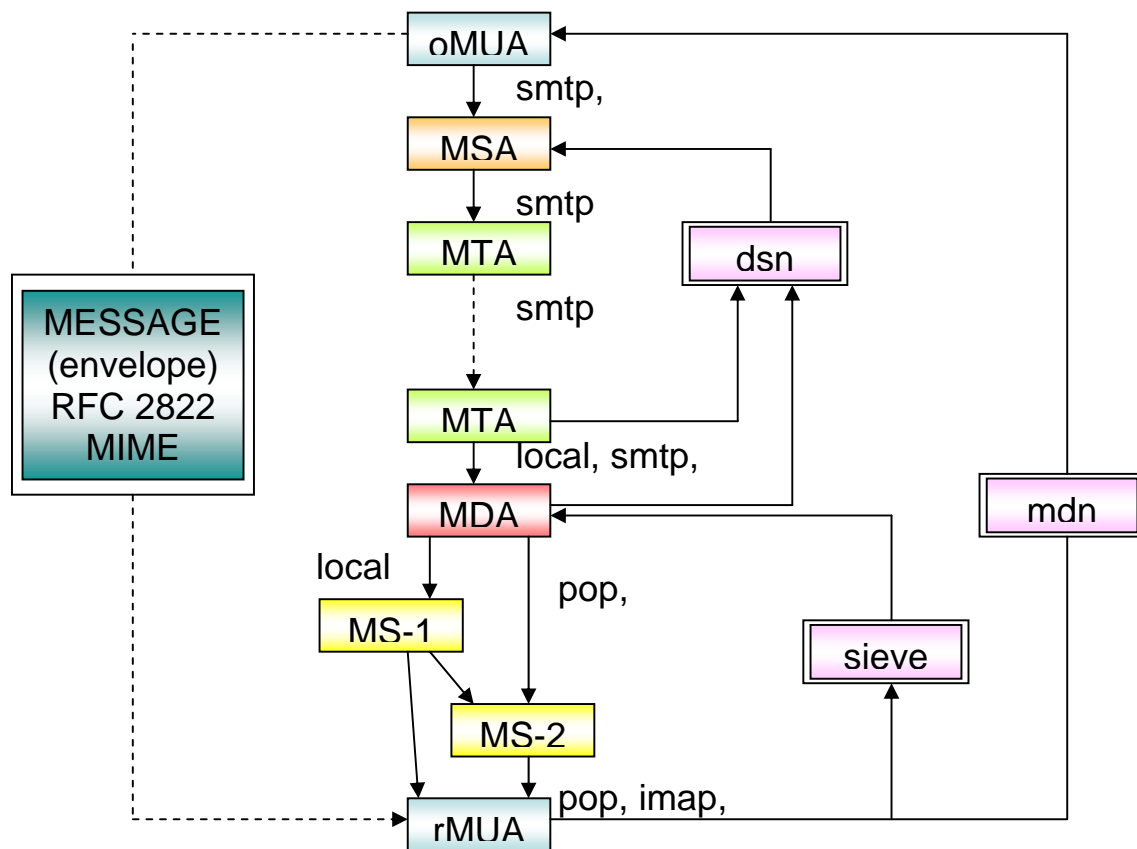 oMUA
smtp,
MSA
smtp
MTA
dsn
smtp
MESSAGE
(envelope)
RFC 2822
MIME
MTA
local, smtp,
MDA
mdn
local
pop,
MS-1
sieve
MS-2
pop, imap,
rMUA